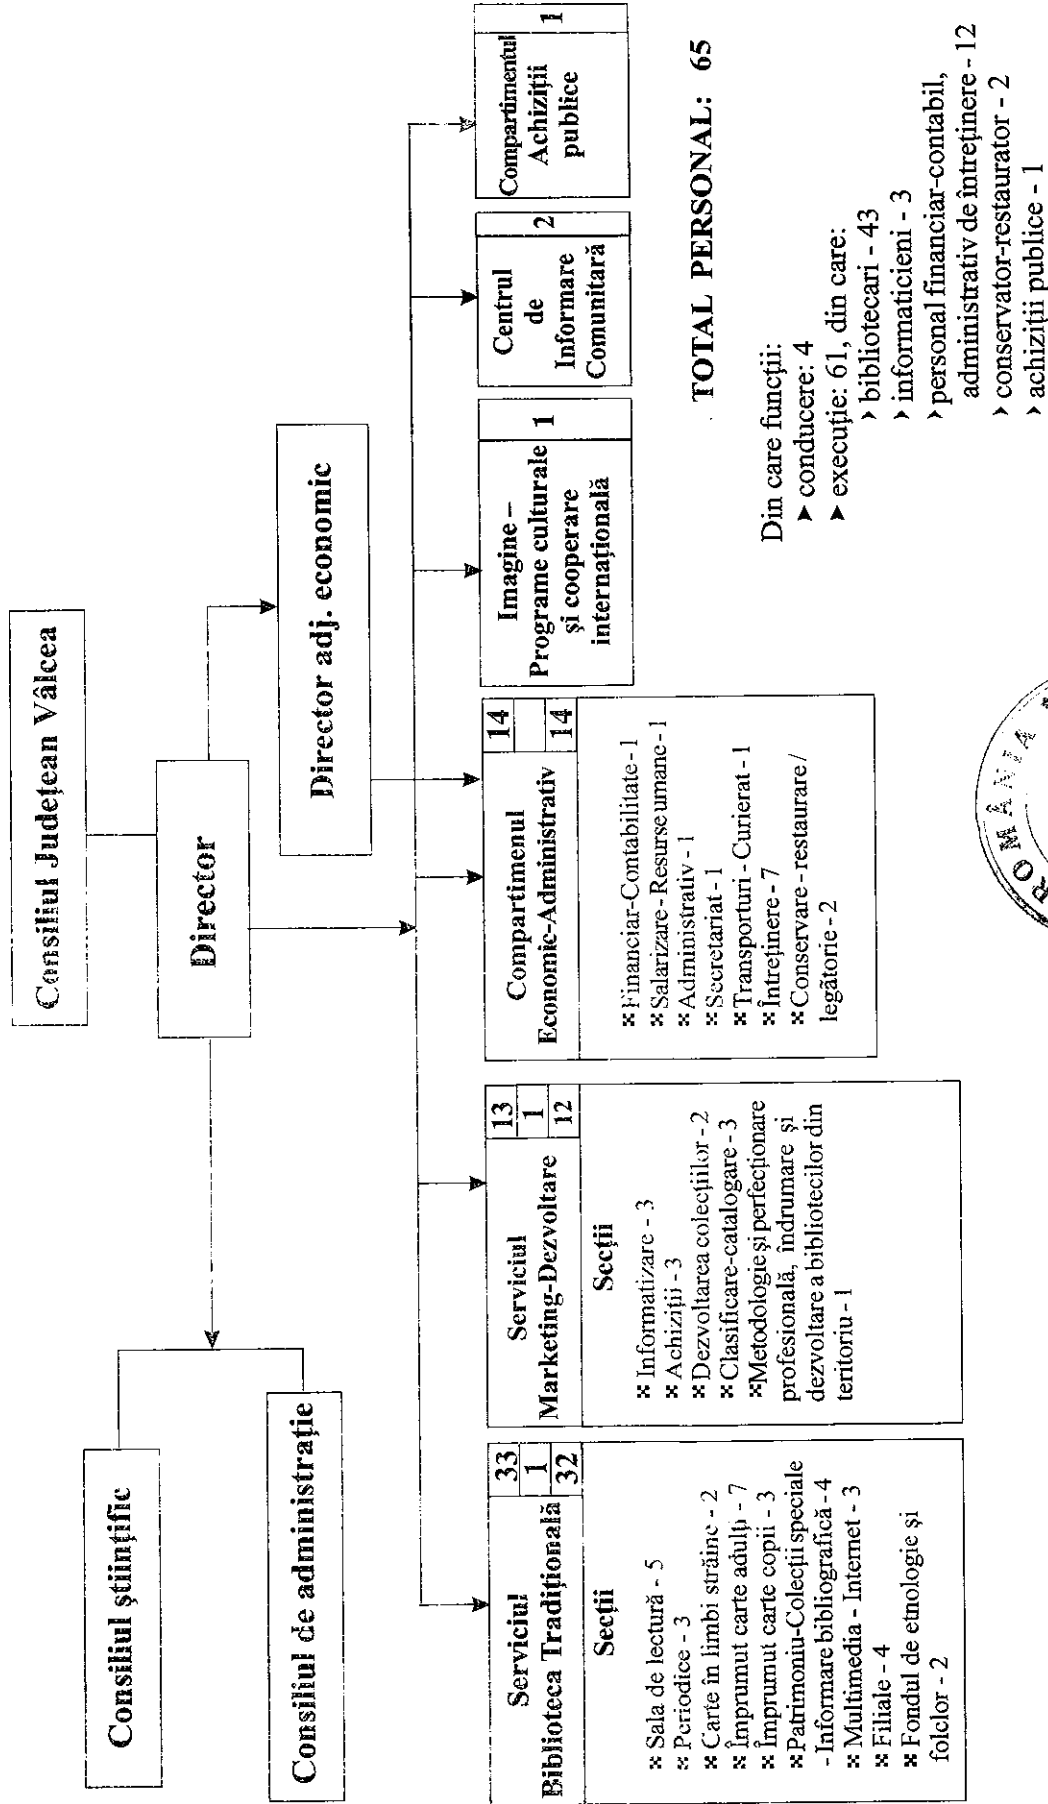 Consiliul Județean Vâlcea
Director
Consiliul științific
Consiliul de administrație
Director adj. economic
Serviciul
Biblioteca Tradițională
33
1
32
Secții
Sala de lectură - 5
Periodice - 3
Carte în limbi străine - 2
Împrumut carte adulți - 7
Împrumut carte copii - 3
Patrimoniu-Colecții speciale
- Informare bibliografică - 4
Multimedia - Internet - 3
Filiale - 4
Fondul de etnologie și
folclor - 2
Serviciul
Marketing-Dezvoltare
13
1
12
Secții
Informatizare - 3
Achiziții - 3
Dezvoltarea colecțiilor - 2
Clasificare-catalogare - 3
Metodologie și perfecționare
profesională, îndrumare și
dezvoltare a bibliotecilor din
teritoriu - 1
Compartimenul
Economic-Administrativ
14
14
Financiar-Contabilitate - 1
Salarizare - Resurse umane - 1
Administrativ - 1
Secretariat - 1
Transporturi - Curierat - 1
Întreținere - 7
Conservare - restaurare /
legătorie - 2
Imagine –
Programe culturale
și cooperare
internațională
1
Centrul
de
Informare
Comunitară
2
Compartimentul
Achiziții
publice
1
TOTAL PERSONAL: 65
Din care funcții:
➤ conducere: 4
➤ execuție: 61, din care:
› bibliotecari - 43
› informaticieni - 3
› personal financiar-contabil,
administrativ de întreținere - 12
› conservator-restaurator - 2
› achiziții publice - 1
ROMÂNIA